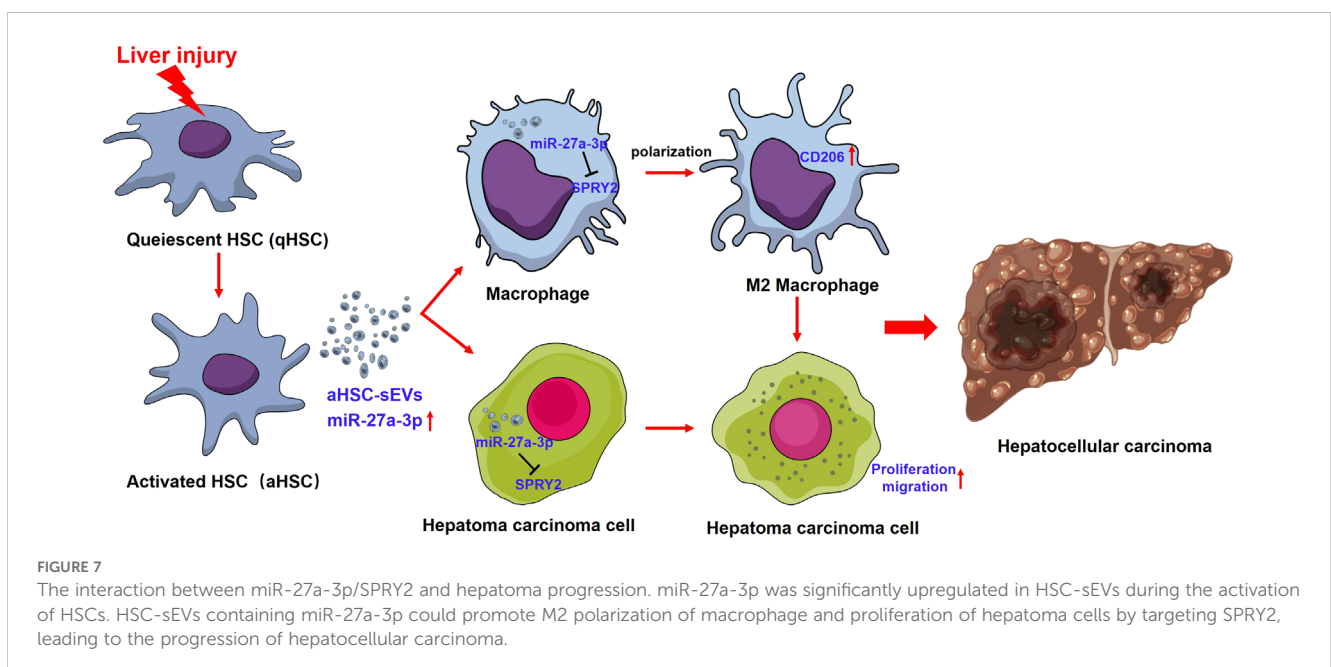 Liver injury
Queiescent HSC (qHSC)
Activated HSC（aHSC）
aHSC-sEVs
miR-27a-3p
miR-27a-3p
SPRY2
Macrophage
polarization
CD206
M2 Macrophage
miR-27a-3p
SPRY2
Hepatoma carcinoma cell
Proliferation
migration
Hepatoma carcinoma cell
Hepatocellular carcinoma
FIGURE 7
The interaction between miR-27a-3p/SPRY2 and hepatoma progression. miR-27a-3p was significantly upregulated in HSC-sEVs during the activation
of HSCs. HSC-sEVs containing miR-27a-3p could promote M2 polarization of macrophage and proliferation of hepatoma cells by targeting SPRY2,
leading to the progression of hepatocellular carcinoma.